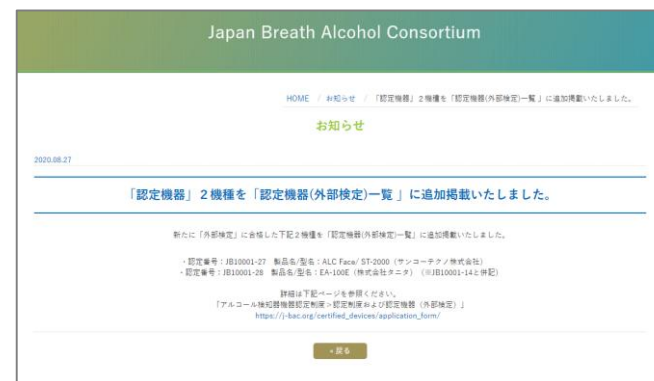 Japan Breath Alcohol Consortium
HOME / お知らせ / 「認定機器」２機種を「認定機器(外部検定)一覧 」に追加掲載いたしました。
お知らせ
2020.08.27
「認定機器」２機種を「認定機器(外部検定)一覧 」に追加掲載いたしました。
新たに「外部検定」に合格した下記２機種を「認定機器(外部検定)一覧」に追加掲載いたしました。
・認定番号：JB10001-27　製品名/型名：ALC Face/ ST-2000（サンコーテクノ株式会社）
・認定番号：JB10001-28　製品名/型名：EA-100E（株式会社タニタ）（※JB10001-14と併記）
詳細は下記ページを参照ください。
「アルコール検知器機器認定制度＞認定制度および認定機器（外部検定）」
https://j-bac.org/certified_devices/application_form/
« 戻る